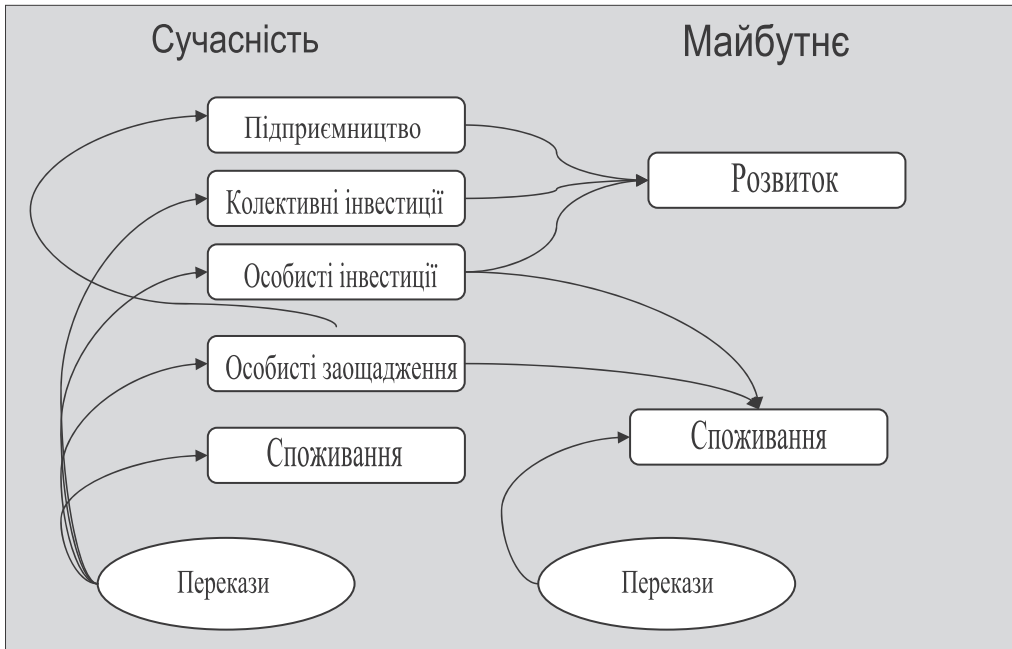 Сучасність
Майбутнє
Підприємництво
Колективні інвестиції
Особисті інвестиції
Особисті заощадження
Споживання
Перекази
Розвиток
Споживання
Перекази